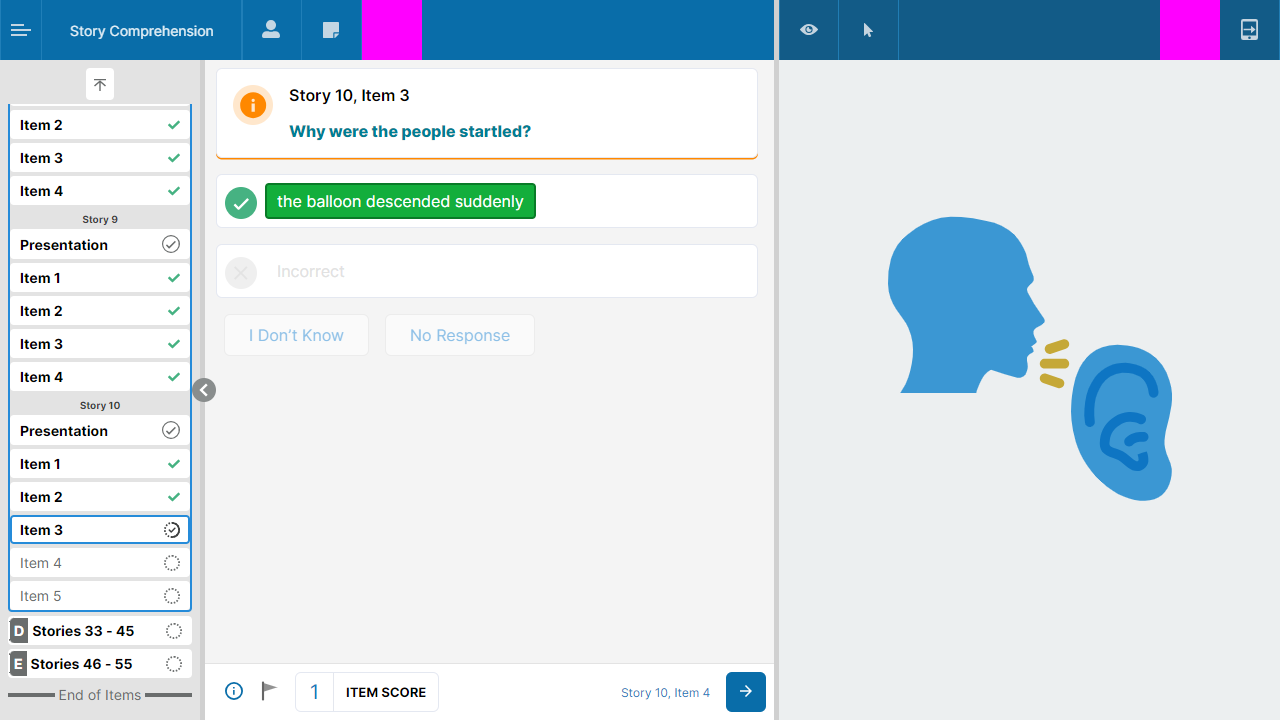 Story Comprehension
Item 2
Item 3
Item 4
Story 9
Presentation
Item 1
Item 2
Item 3
Item 4
Story 10
Presentation
Item 1
Item 2
Item 3
Item 4
Item 5
D Stories 33 - 45
E Stories 46 - 55
End of Items
Story 10, Item 3
Why were the people startled?
the balloon descended suddenly
Incorrect
I Don't Know
No Response
1 ITEM SCORE
Story 10, Item 4